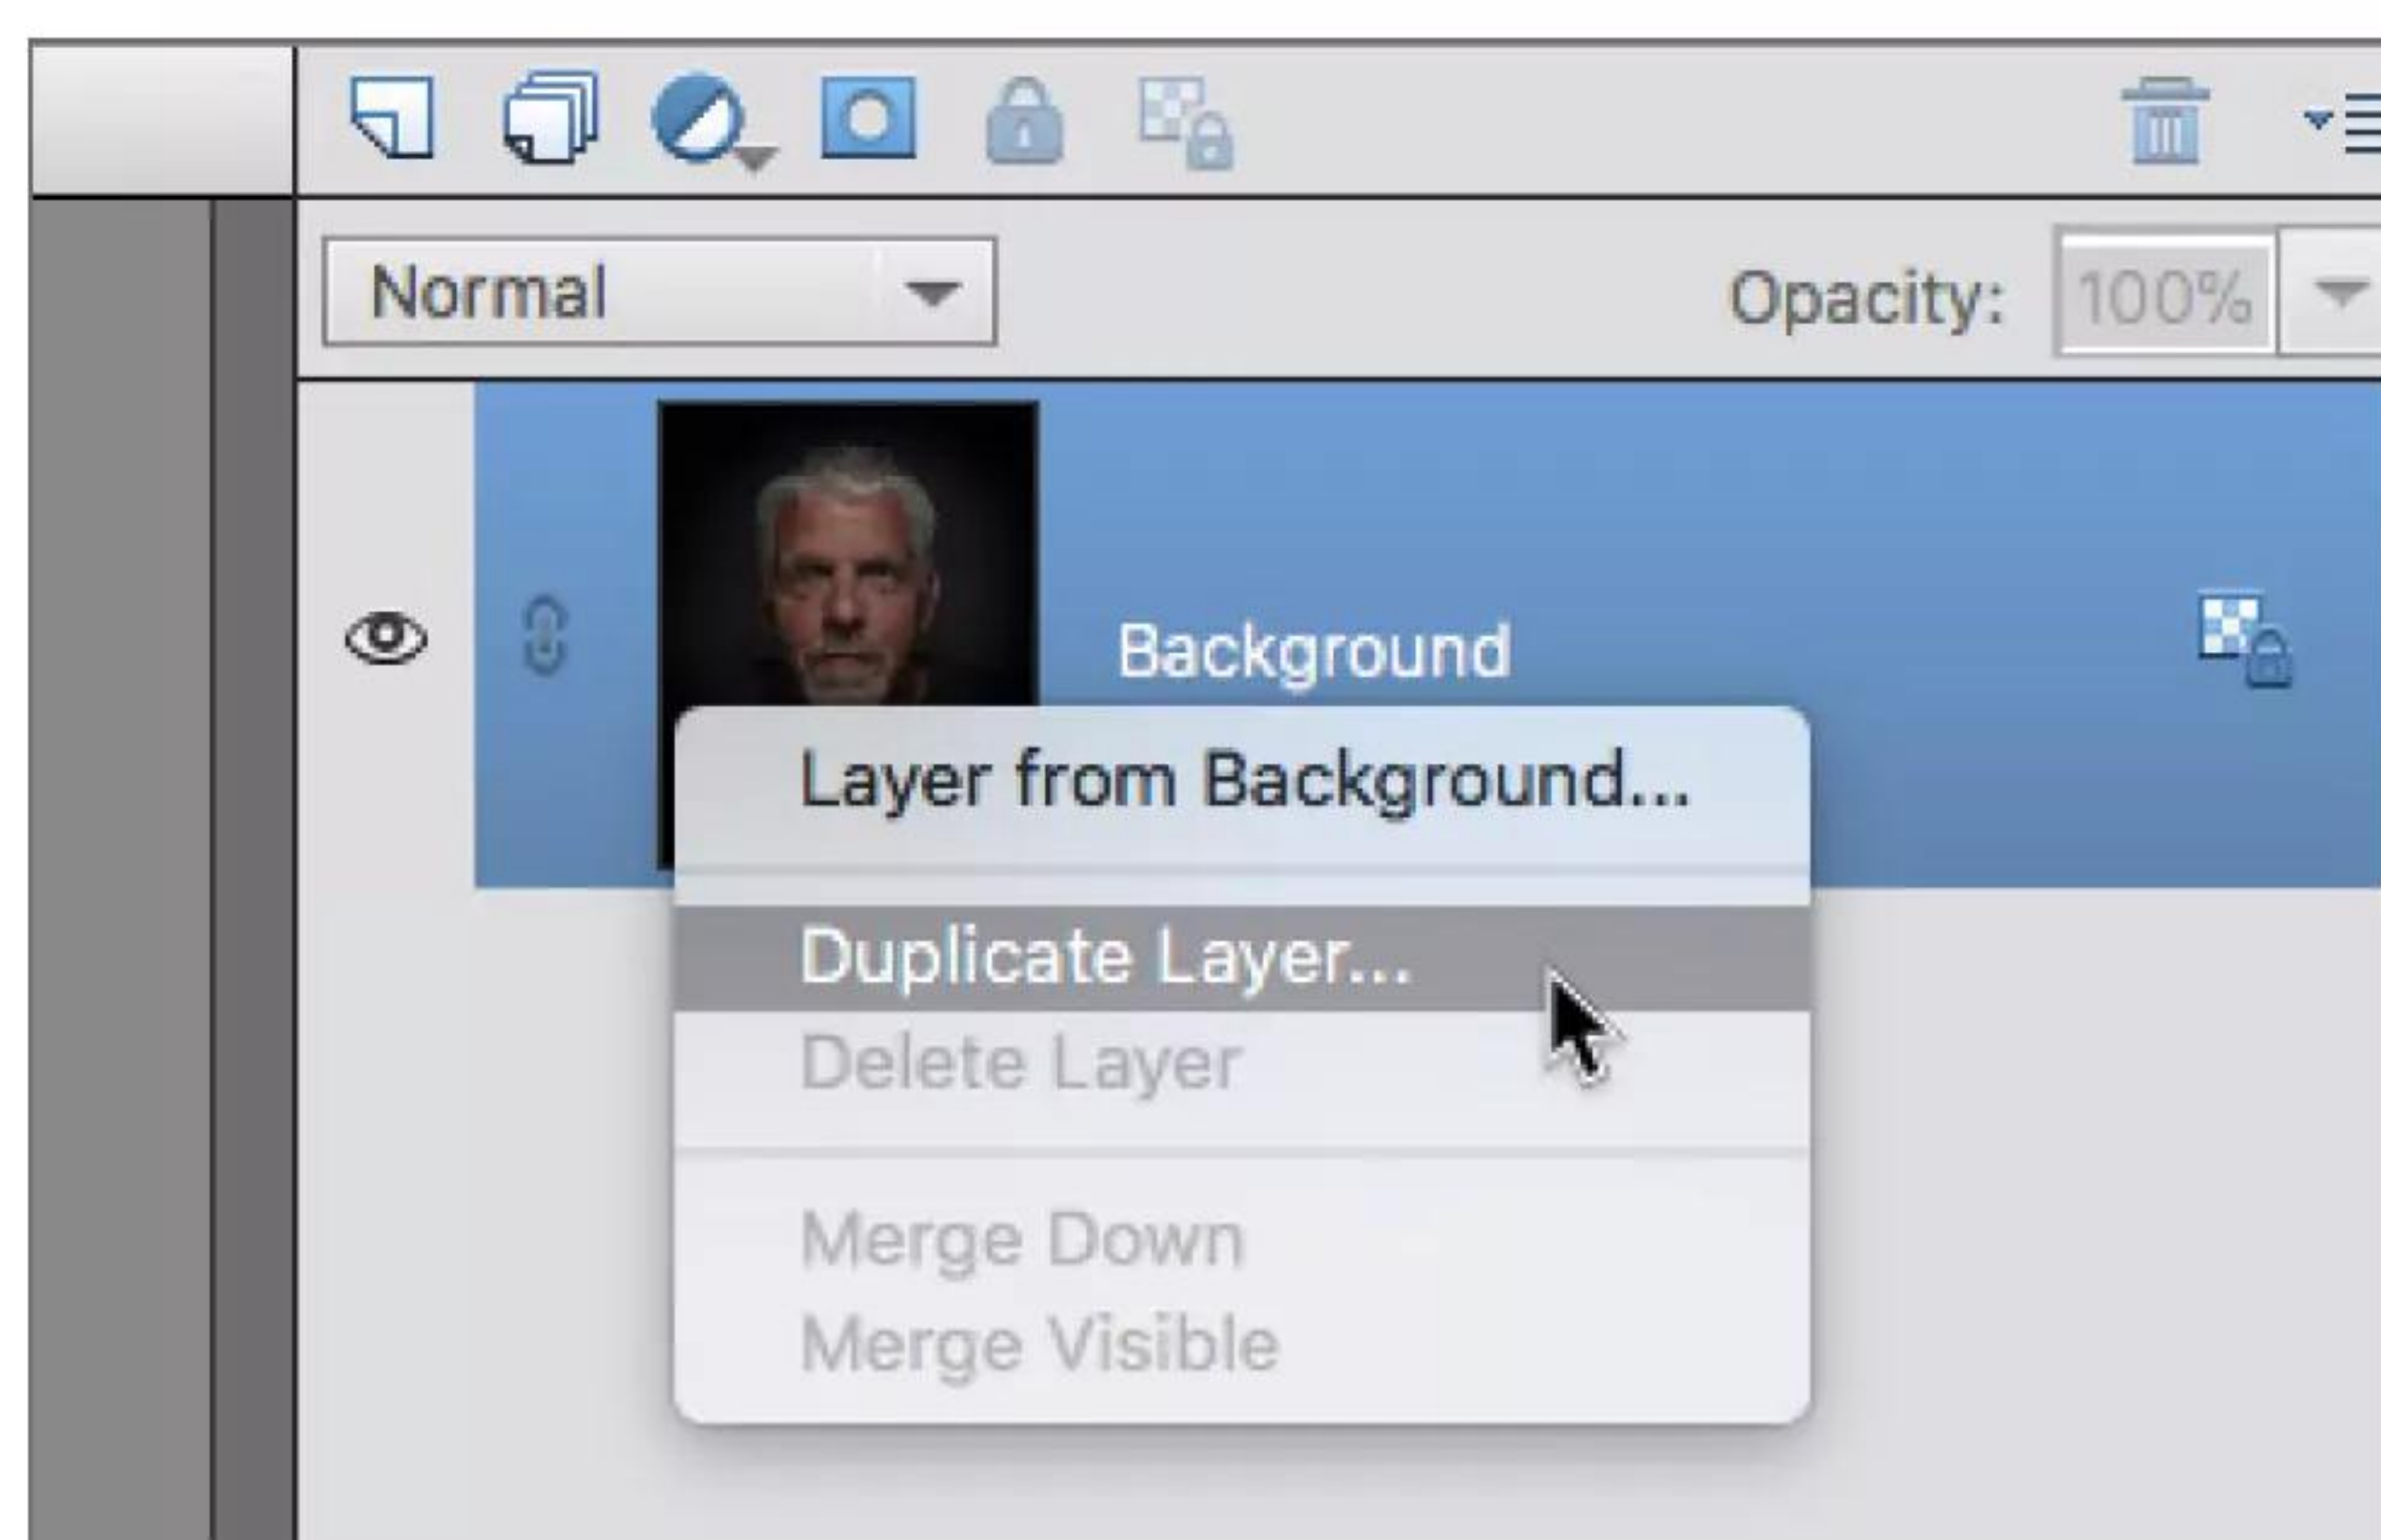 Normal
Opacity: 100%
Background
Layer from Background...
Duplicate Layer...
Delete Layer
Merge Down
Merge Visible